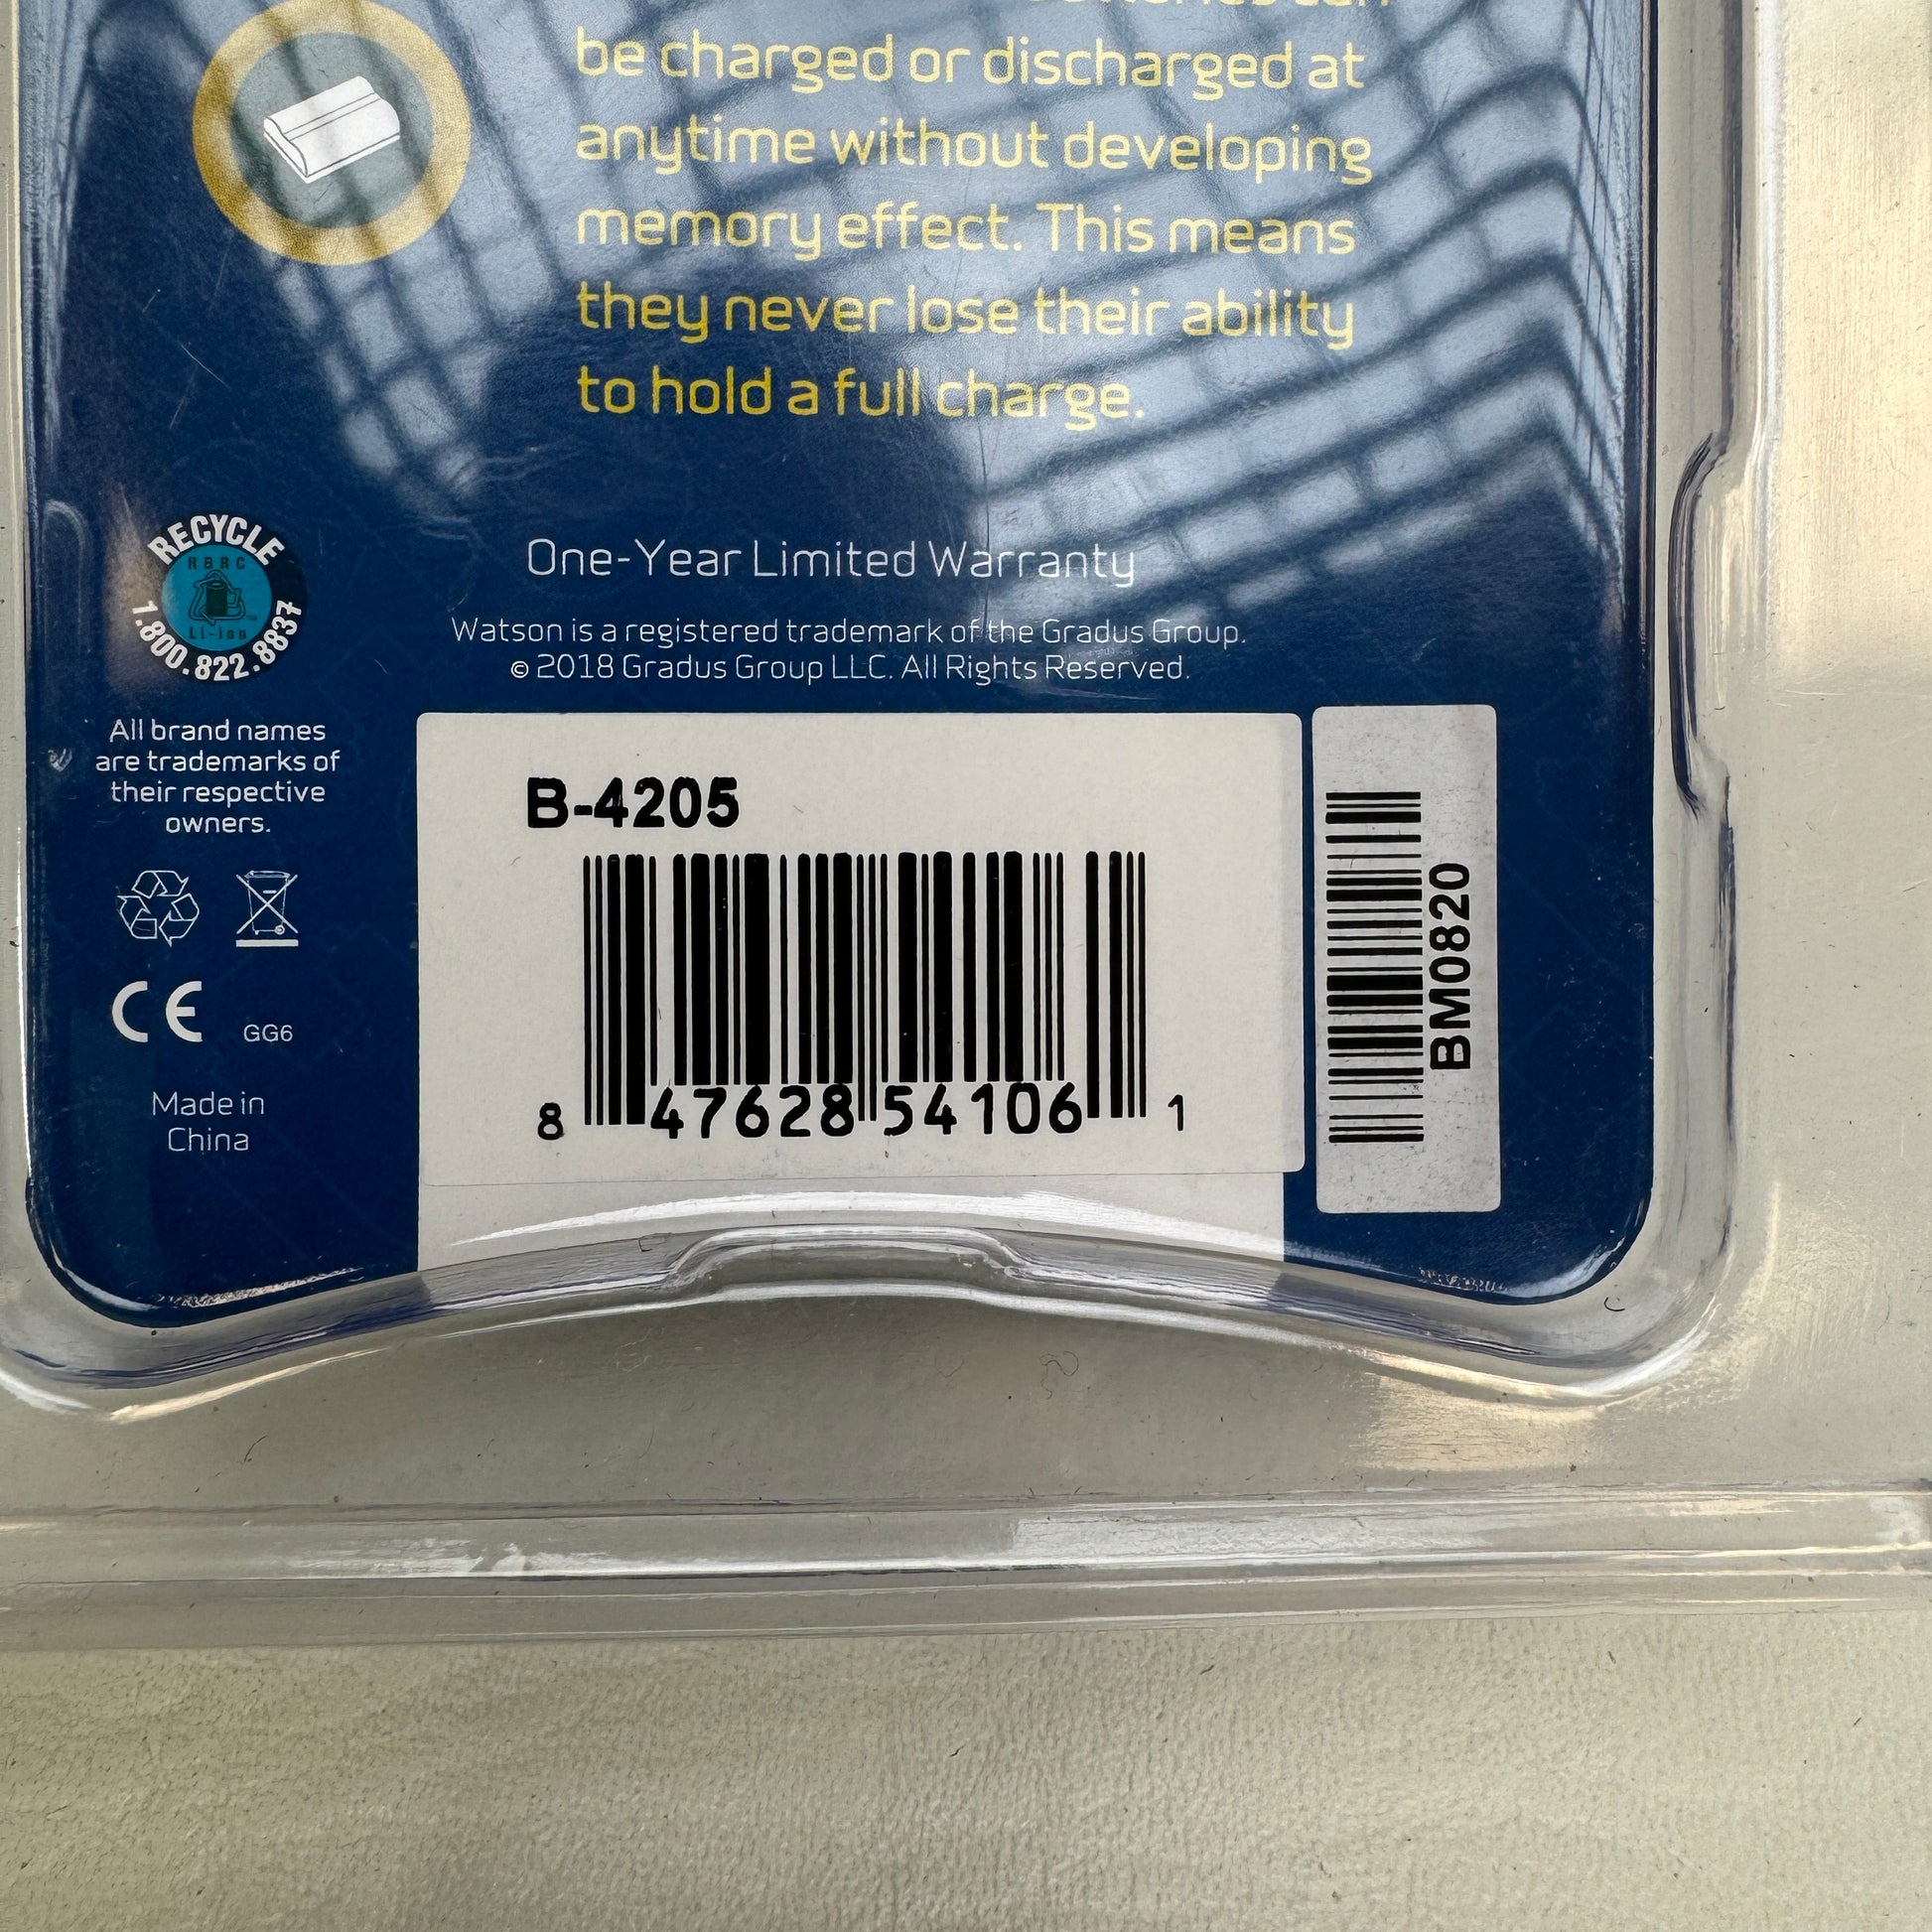 be charged or discharged at
anytime without developing
memory effect. This means
they never lose their ability
to hold a full charge.
RECYCLE
RBRC
Li-Ion
1.800.822.8837
One-Year Limited Warranty
Watson is a registered trademark of the Gradus Group.
© 2018 Gradus Group LLC. All Rights Reserved.
All brand names
are trademarks of
their respective
owners.
CE
GG6
Made in
China
B-4205
8 47628 54106 1
BM0820